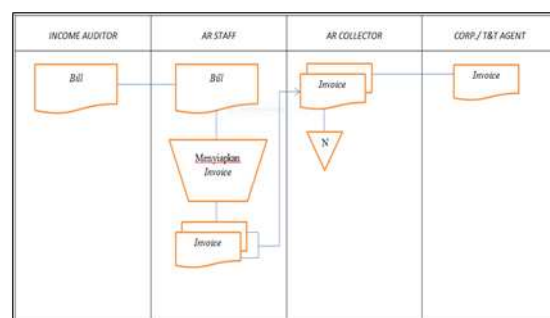 INCOME AUDITOR
AR STAFF
AR COLLECTOR
CORP./ T&T AGENT
Bill
Bill
Invoice
Invoice
Menyiapkan
Invoice
N
Invoice